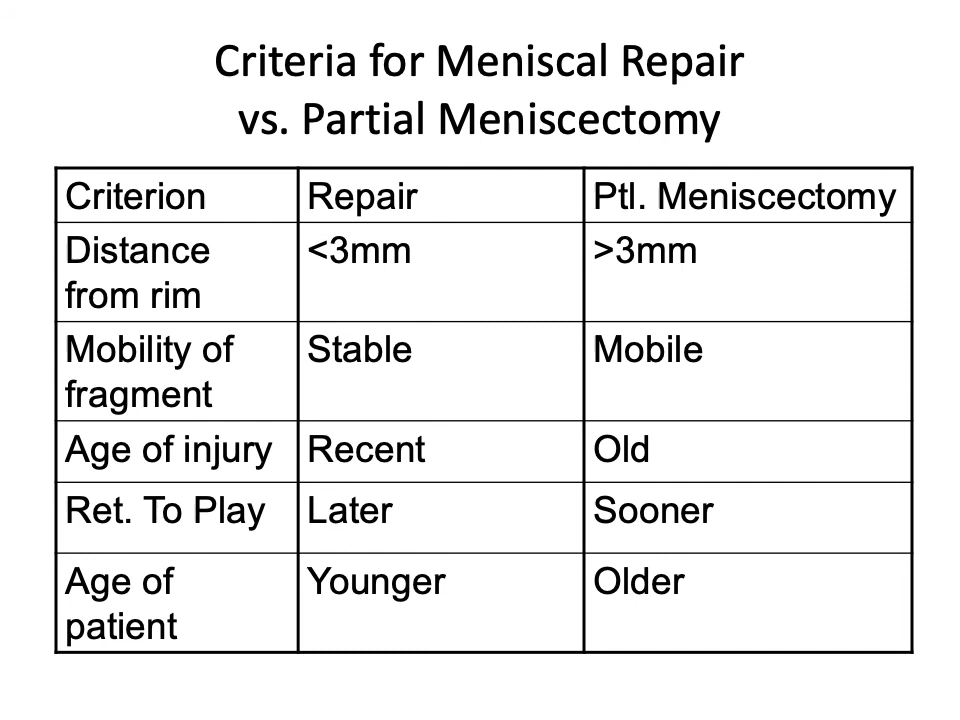 Criteria for Meniscal Repair
vs. Partial Meniscectomy
Criterion Repair Ptl. Meniscectomy
Distance <3mm >3mm
from rim
Mobility of Stable Mobile
fragment
Age of injury Recent Old
Ret. To Play Later Sooner
Age of Younger Older
patient